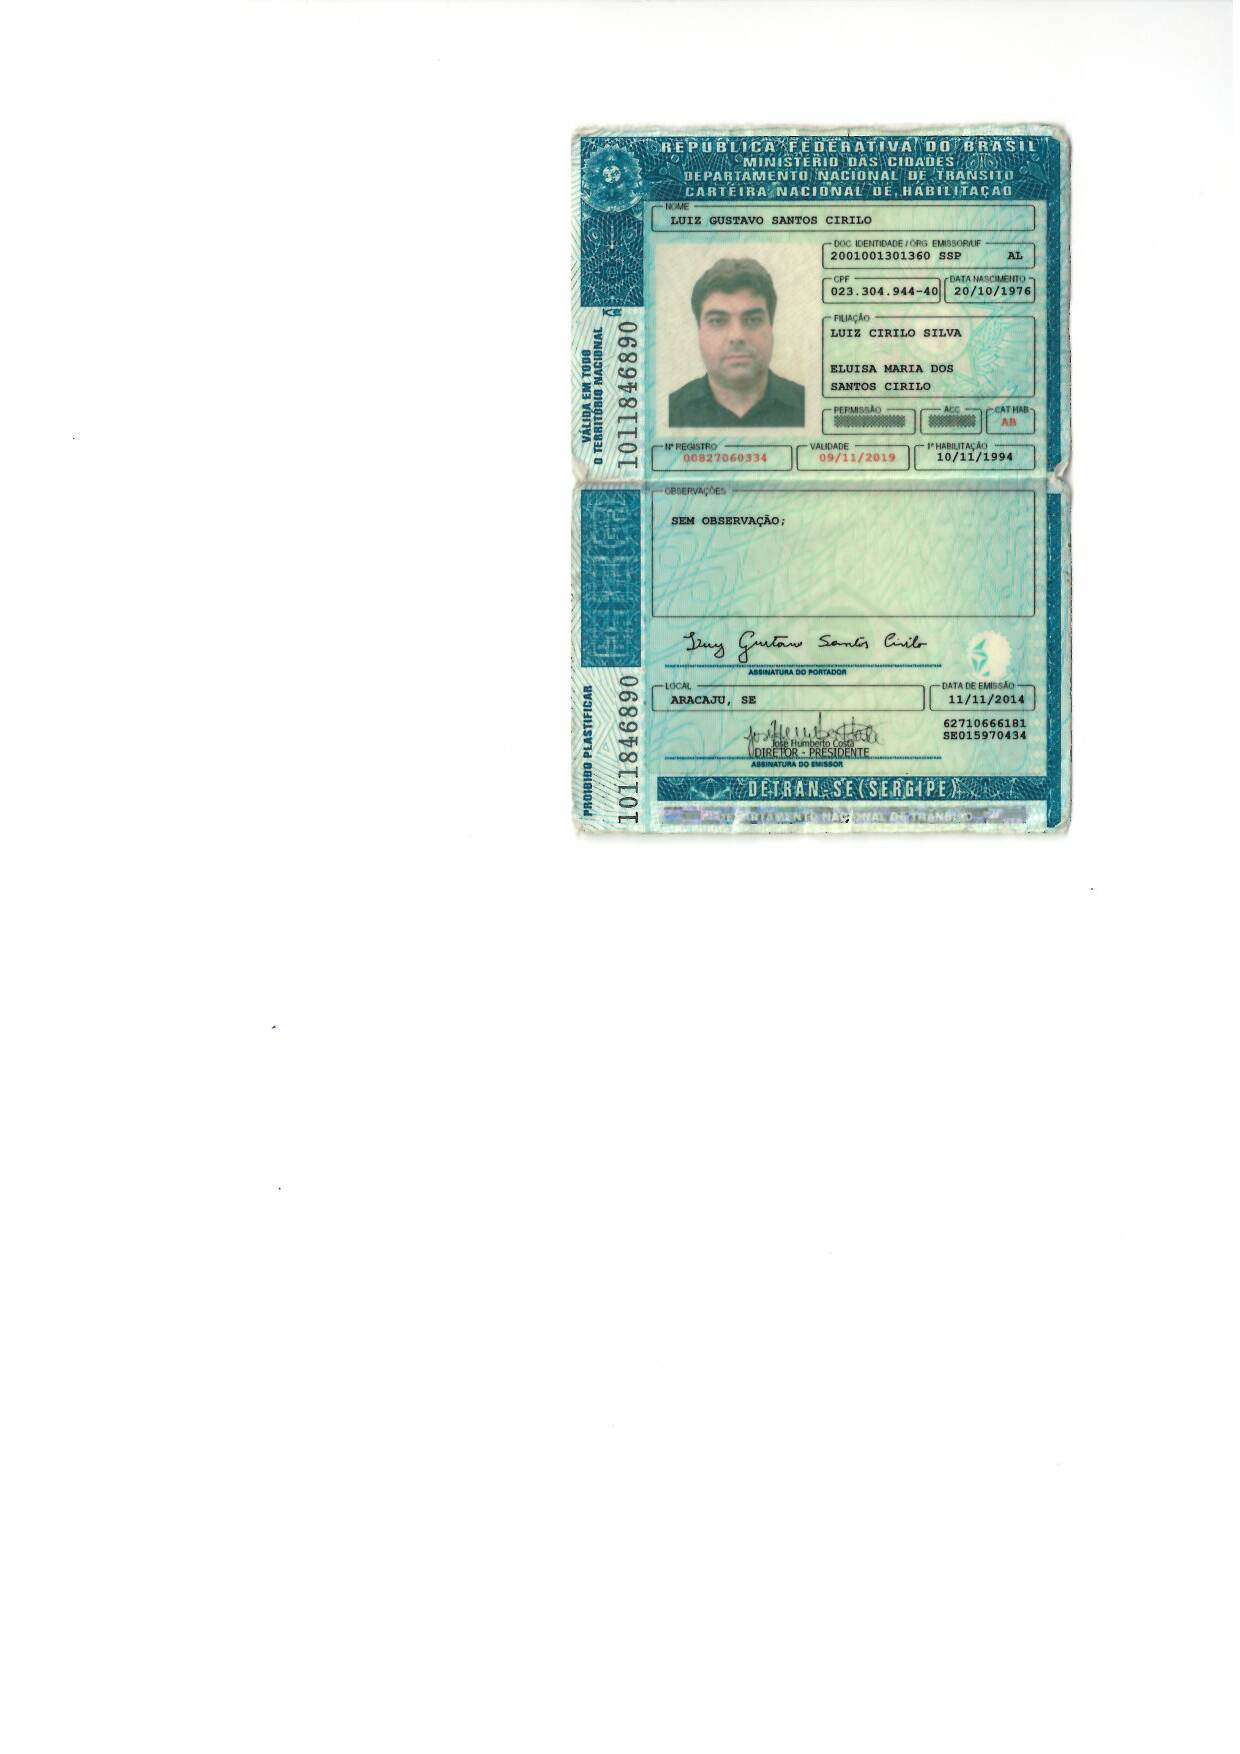 REPÚBLICA FEDERATIVA DO BRASIL
MINISTÉRIO DAS CIDADES
DEPARTAMENTO NACIONAL DE TRÂNSITO
CARTEIRA NACIONAL DE HABILITAÇÃO
NOME
LUIZ GUSTAVO SANTOS CIRILO
DOC. IDENTIDADE / ÓRG. EMISSOR/UF
2001001301360 SSP AL
CPF DATA NASCIMENTO
023.304.944-40 20/10/1976
FILIAÇÃO
LUIZ CIRILO SILVA
ELUISA MARIA DOS
SANTOS CIRILO
PERMISSÃO ACC CAT HAB
AB
Nº REGISTRO VALIDADE 1ª HABILITAÇÃO
00827060334 09/11/2019 10/11/1994
VÁLIDA EM TODO
O TERRITÓRIO NACIONAL
1011846890
OBSERVAÇÕES
SEM OBSERVAÇÃO;
Luiz Gustavo Santos Cirilo
ASSINATURA DO PORTADOR
LOCAL DATA DE EMISSÃO
ARACAJU, SE 11/11/2014
62710666181
SE015970434
José Humberto Costa
DIRETOR - PRESIDENTE
ASSINATURA DO EMISSOR
PROIBIDO PLASTIFICAR
1011846890
DETRAN-SE(SERGIPE)
DEPARTAMENTO NACIONAL DE TRÂNSITO